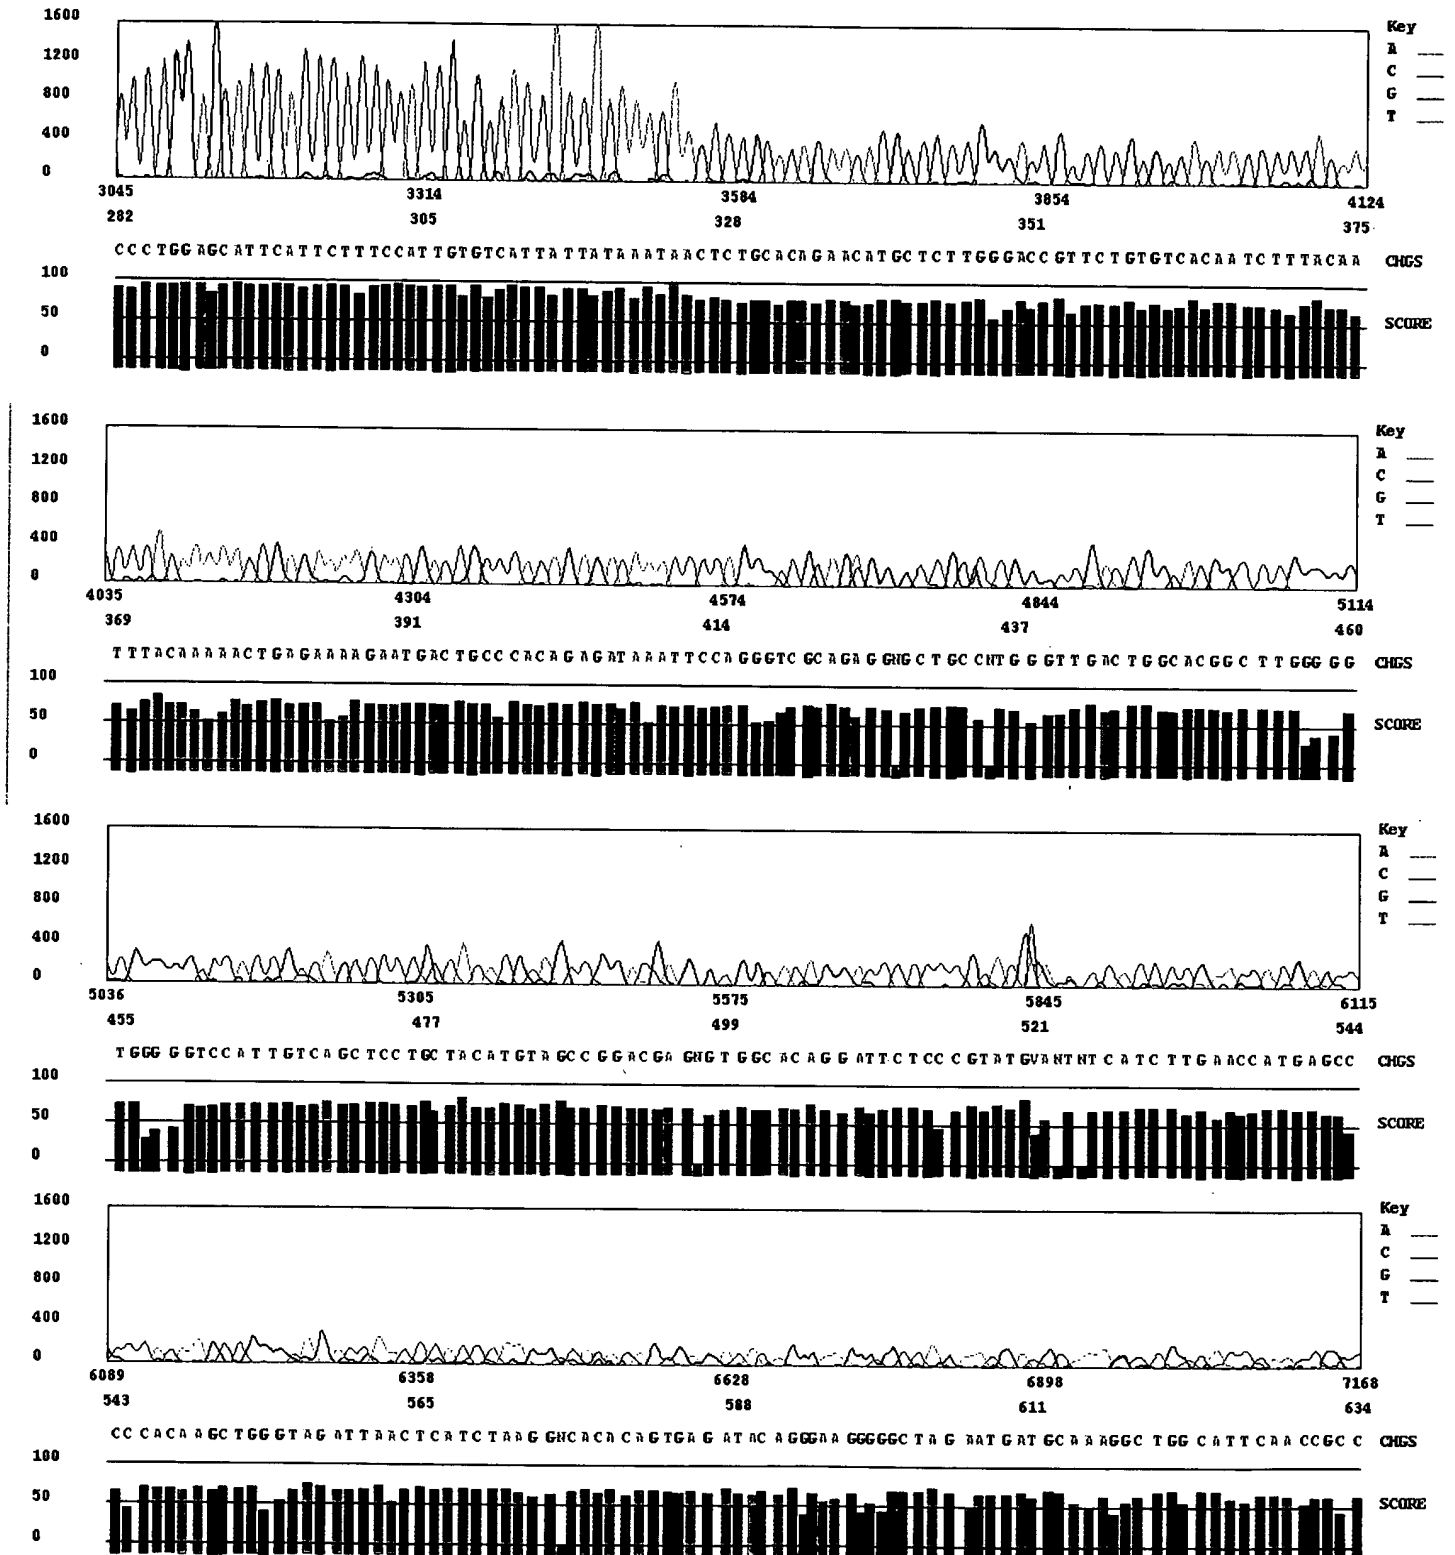 1600
1200
800
400
0
Key
A
C
G
T
3045 3314 3584 3854 4124
282 305 328 351 375
CCCTGGAGCATTCATTCTTTCCATTGTGTCATTATTATAAATAACTCTGCACAGAACATGCTCTTGGGACCGTTCTGTGTCACAATCTTTACAA CHGS
100
50
0
SCORE
1600
1200
800
400
0
Key
A
C
G
T
4035 4304 4574 4844 5114
369 391 414 437 460
TTTACAAAAACTGAGAAAAGAATGACTGCCCACAGAGATAAATTCCAGGGTCGCAGAGGNGCTGCCNTGGGTTGACTGGCACGGCTTGGGGG CHGS
100
50
0
SCORE
1600
1200
800
400
0
Key
A
C
G
T
5036 5305 5575 5845 6115
455 477 499 521 544
TGGGGGTCCATTGTCAGCTCCTGCTACATGTAGCCGGACGAGNGTGGCACAGGATTCTCCCGTATGVANTNTCATCTTGAACCATGAGCC CHGS
100
50
0
SCORE
1600
1200
800
400
0
Key
A
C
G
T
6089 6358 6628 6898 7168
543 565 588 611 634
CCCACAAGCTGGGTAGATTAACTCATCTAAGGNCACACAGTGAGATACAGGGAAGGGGGCTAGAATGATGCAAAGGCTGGCATTCAACCGCC CHGS
100
50
0
SCORE